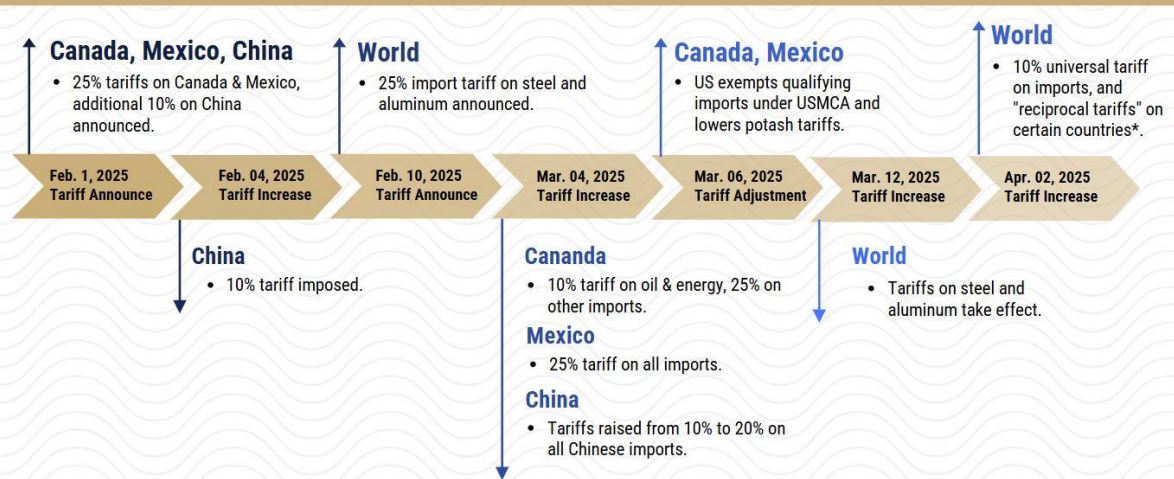 Canada, Mexico, China
• 25% tariffs on Canada & Mexico,
additional 10% on China
announced.
World
• 25% import tariff on steel and
aluminum announced.
Canada, Mexico
• US exempts qualifying
imports under USMCA and
lowers potash tariffs.
World
• 10% universal tariff
on imports, and
"reciprocal tariffs" on
certain countries*.
Feb. 1, 2025
Tariff Announce
Feb. 04, 2025
Tariff Increase
Feb. 10, 2025
Tariff Announce
Mar. 04, 2025
Tariff Increase
Mar. 06, 2025
Tariff Adjustment
Mar. 12, 2025
Tariff Increase
Apr. 02, 2025
Tariff Increase
China
• 10% tariff imposed.
Cananda
• 10% tariff on oil & energy, 25% on
other imports.
Mexico
• 25% tariff on all imports.
China
• Tariffs raised from 10% to 20% on
all Chinese imports.
World
• Tariffs on steel and
aluminum take effect.